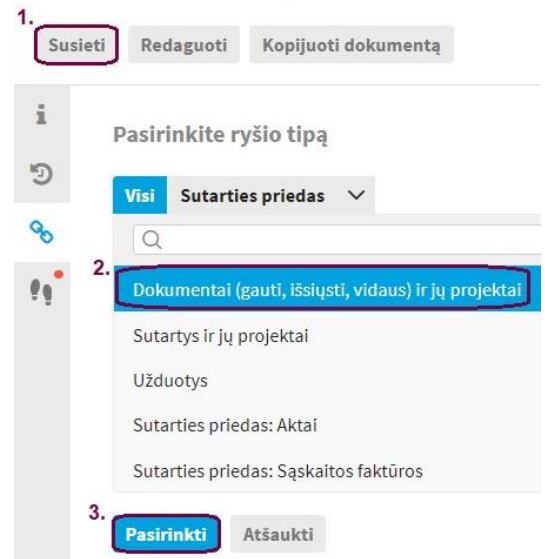 1.
Susieti Redaguoti Kopijuoti dokumentą
Pasirinkite ryšio tipą
Visi Sutarties priedas
2.
Dokumentai (gauti, išsiųsti, vidaus) ir jų projektai
Sutartys ir jų projektai
Užduotys
Sutarties priedas: Aktai
Sutarties priedas: Sąskaitos faktūros
3.
Pasirinkti Atšaukti